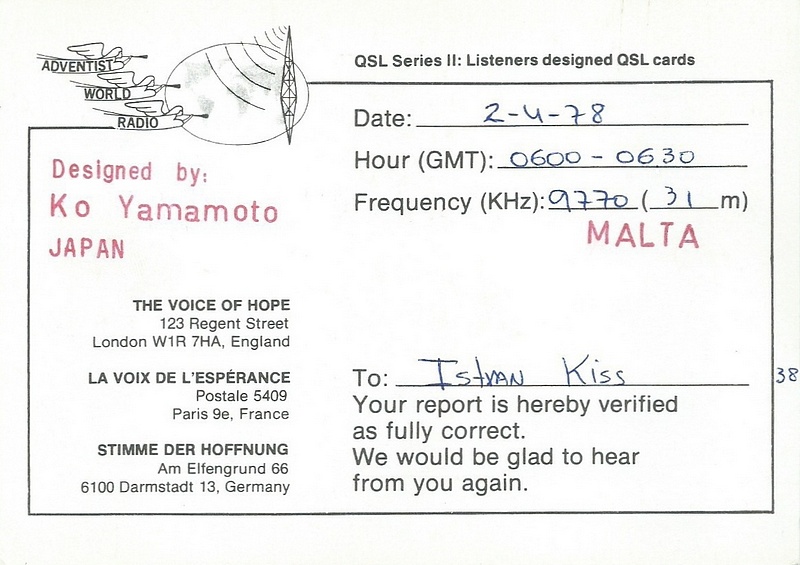 ADVENTIST
WORLD
RADIO
QSL Series II: Listeners designed QSL cards
Designed by:
Ko Yamamoto
JAPAN
THE VOICE OF HOPE
123 Regent Street
London W1R 7HA, England
LA VOIX DE L'ESPÉRANCE
Postale 5409
Paris 9e, France
STIMME DER HOFFNUNG
Am Elfengrund 66
6100 Darmstadt 13, Germany
Date: 2-4-78
Hour (GMT): 0600 - 0630
Frequency (KHz): 9770 ( 31 m)
MALTA
To: Istvan Kiss
38
Your report is hereby verified
as fully correct.
We would be glad to hear
from you again.